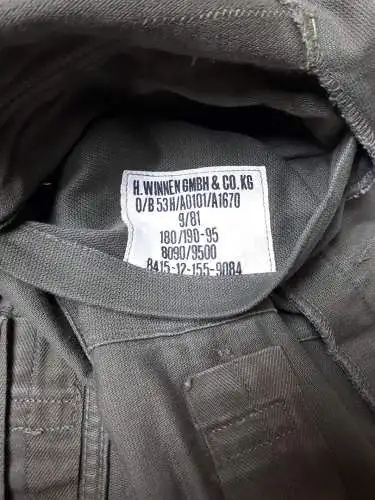 H. WINNEN GMBH & CO. KG
O/B 53H/A0101/A1670
9/81
180/190-95
8090/9500
8415-12-155-9084